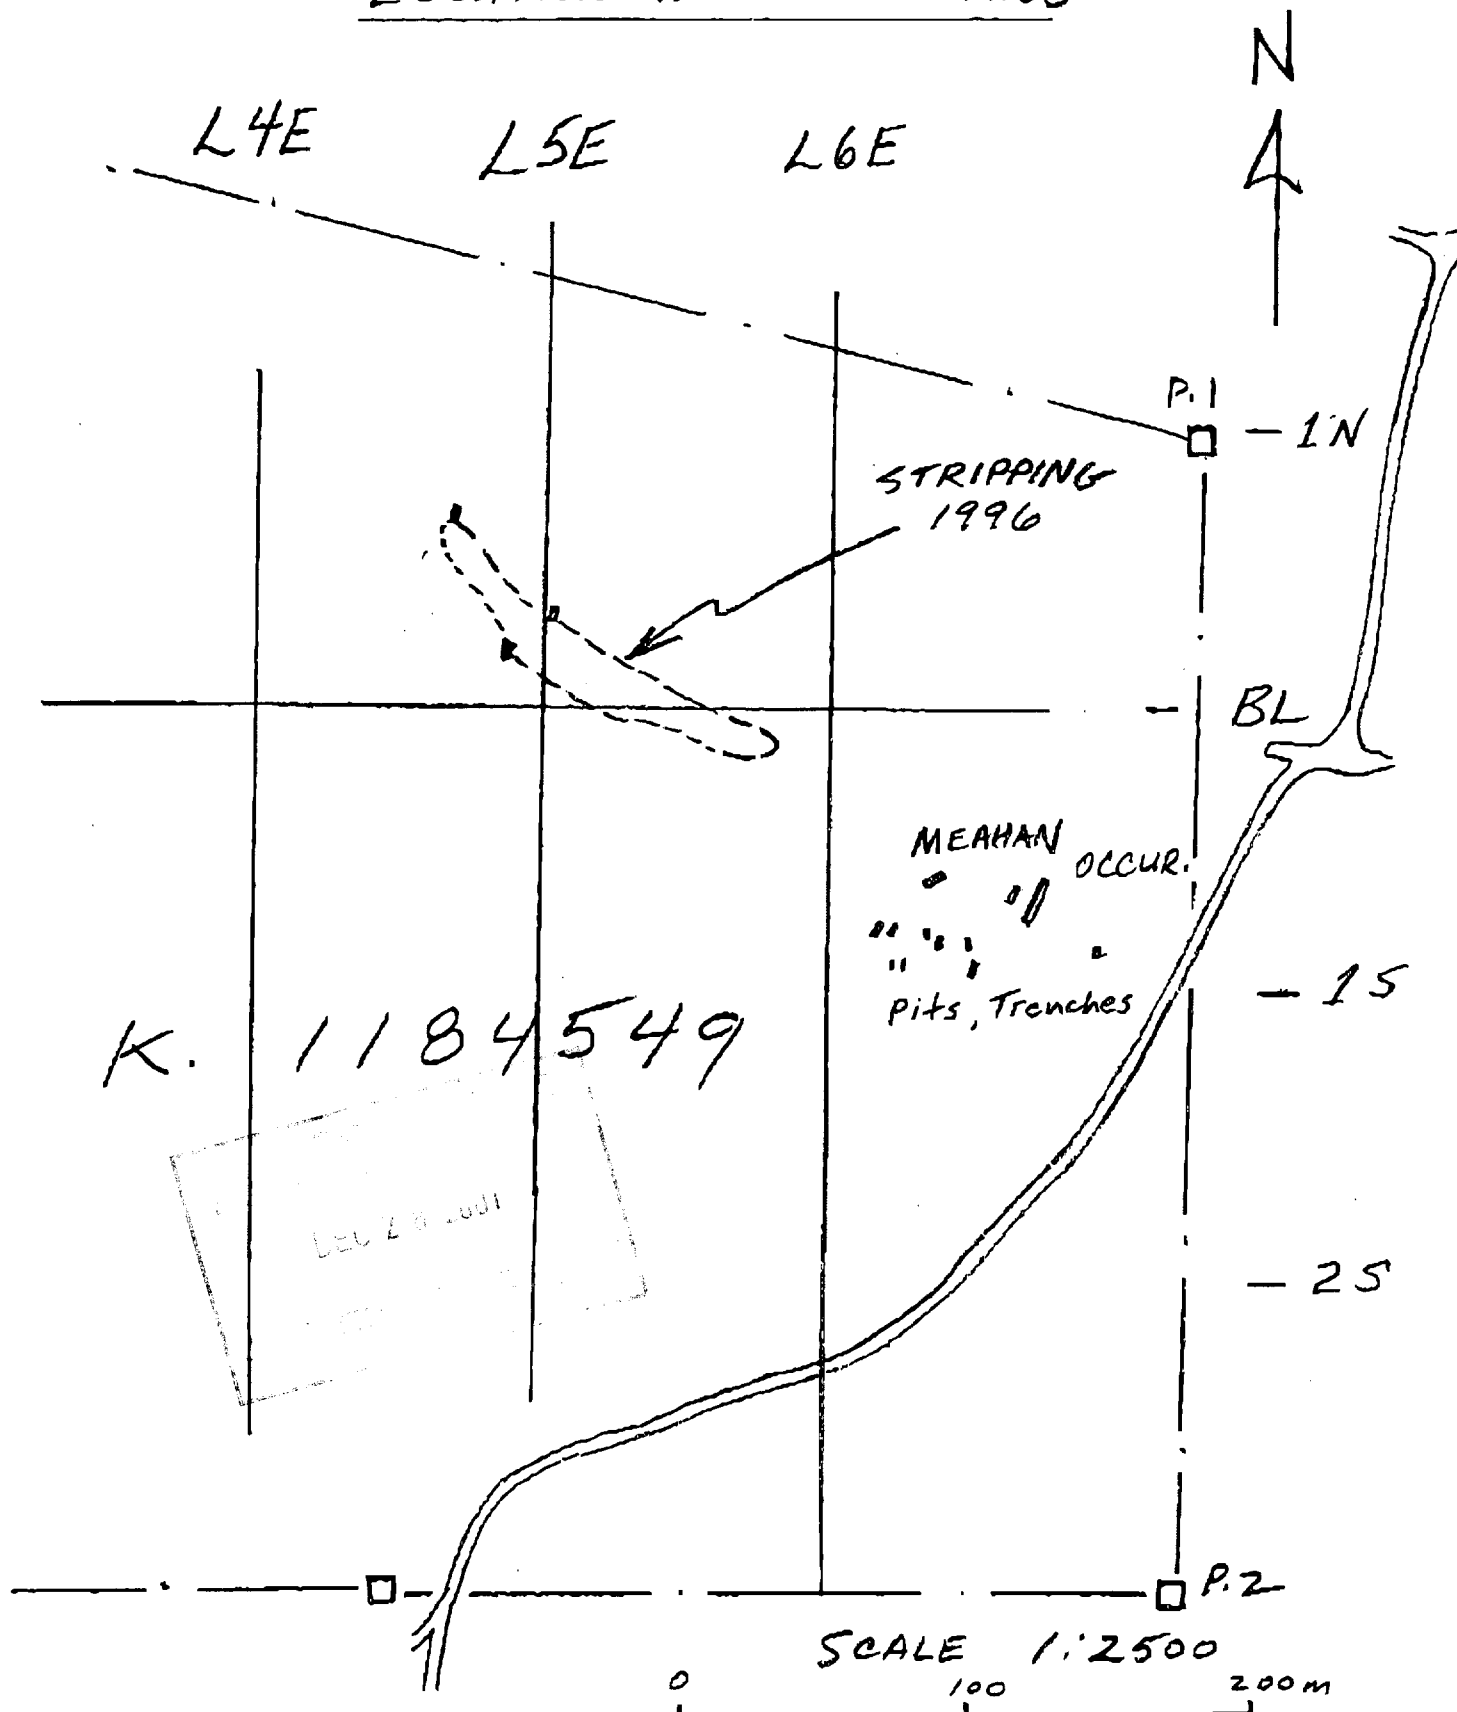 N
L4E
L5E
L6E
P.1
- 1N
STRIPPING
1996
- BL
MEAHAN
OCCUR.
Pits, Trenches
- 1S
K. 1184549
- 2S
P.2
SCALE 1:2500
0 100 200m